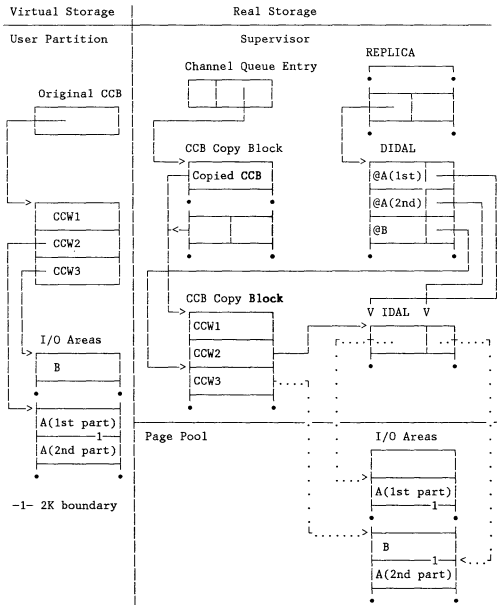 Virtual Storage
Real Storage
User Partition
Supervisor
REPLICA
Channel Queue Entry
Original CCB
CCB Copy Block
DIDAL
Copied CCB
@A(1st)
@A(2nd)
@B
CCW1
CCW2
CCW3
CCB Copy Block
V IDAL V
CCW1
CCW2
CCW3
I/O Areas
B
A(1st part)
1
A(2nd part)
Page Pool
I/O Areas
A(1st part)
1
B
1
A(2nd part)
-1- 2K boundary